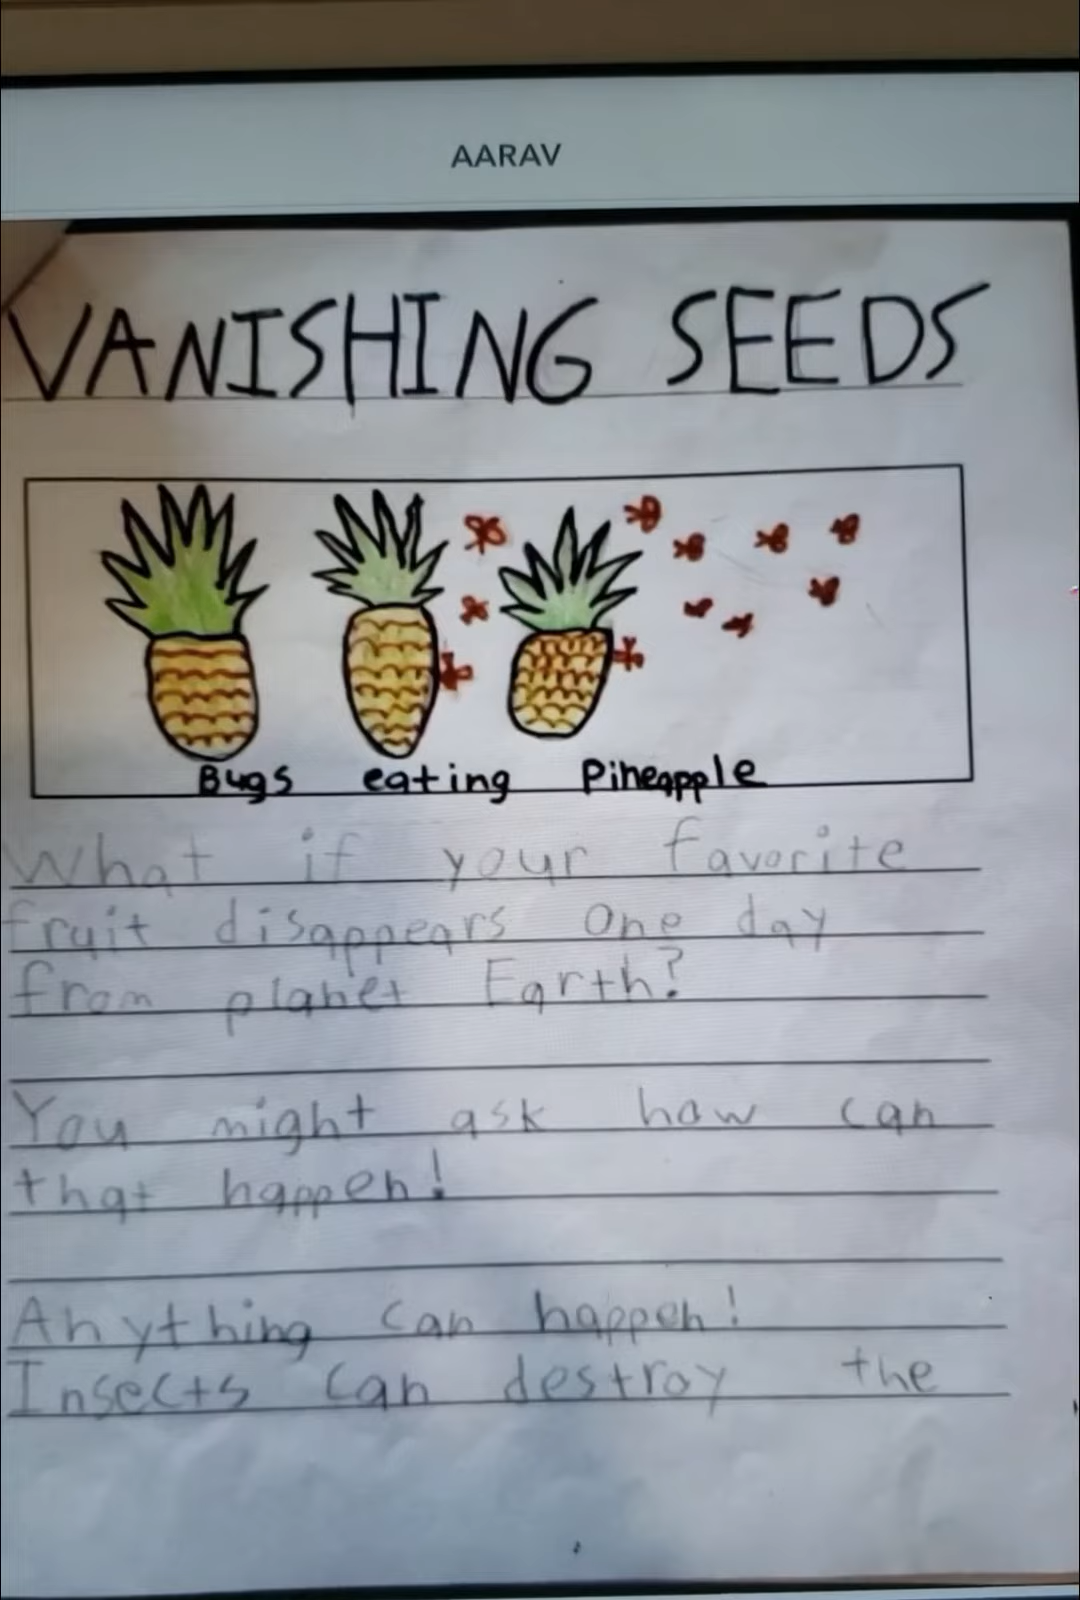 AARAV
VANISHING SEEDS
Bugs eating Pineapple
What if your favorite
fruit disappears one day
from planet Earth?
You might ask how can
that happen!
Anything can happen!
Insects can destroy the